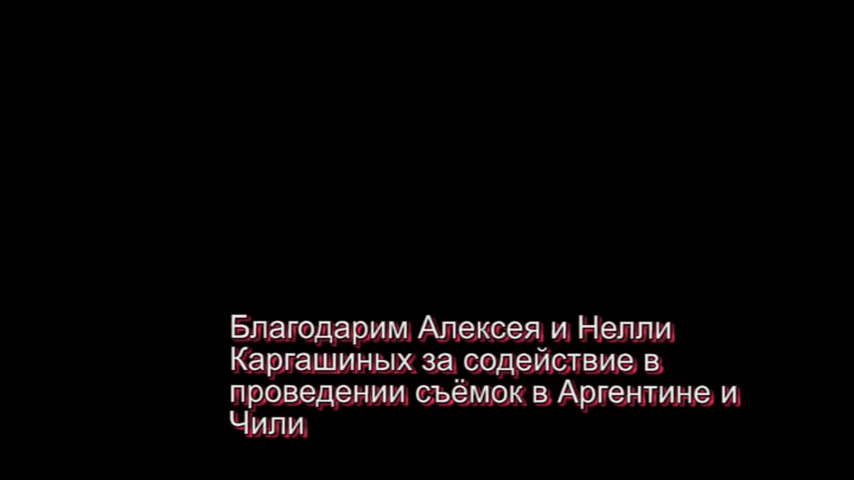 Благодарим Алексея и Нелли
Каргашиных за содействие в
проведении съёмок в Аргентине и
Чили